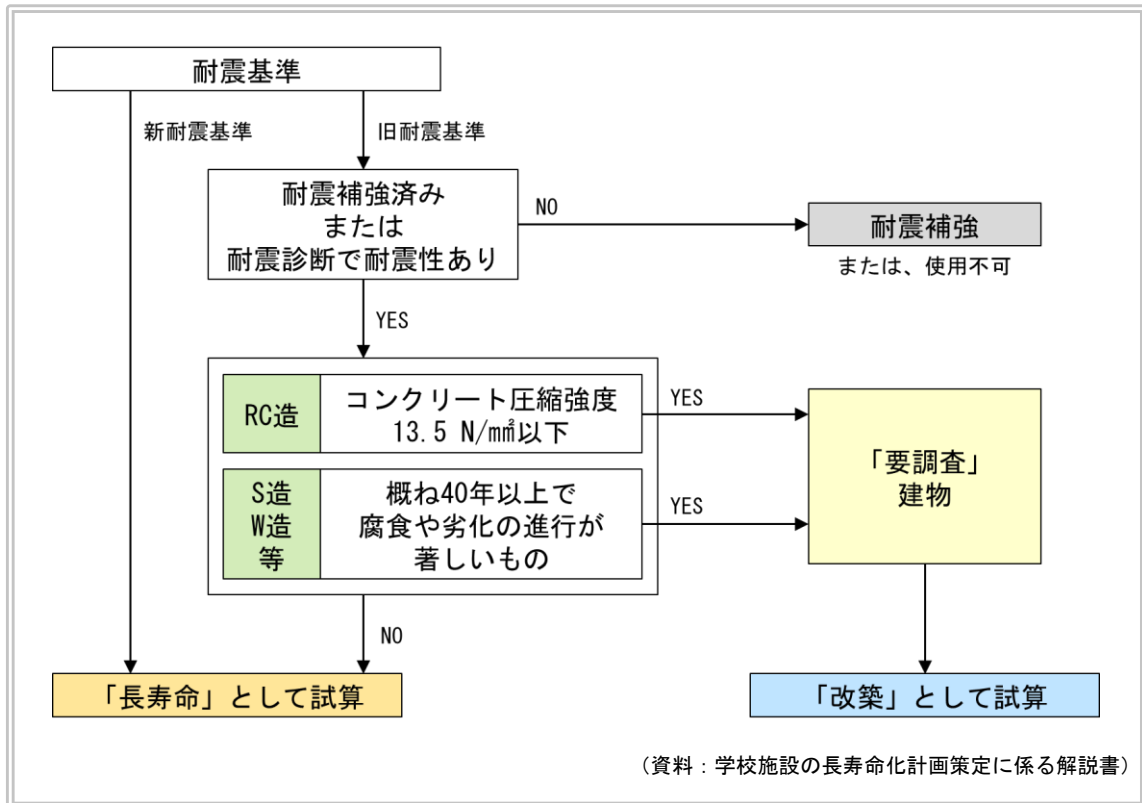 耐震基準
新耐震基準
旧耐震基準
耐震補強済み
または
耐震診断で耐震性あり
NO
耐震補強
または、使用不可
YES
RC造
コンクリート圧縮強度
13.5 N/mm²以下
YES
S造
W造
等
概ね40年以上で
腐食や劣化の進行が
著しいもの
YES
「要調査」
建物
NO
「長寿命」として試算
「改築」として試算
(資料:学校施設の長寿命化計画策定に係る解説書)